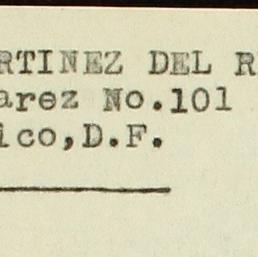 RTINEZ DEL R
arez No.101
ico,D.F.